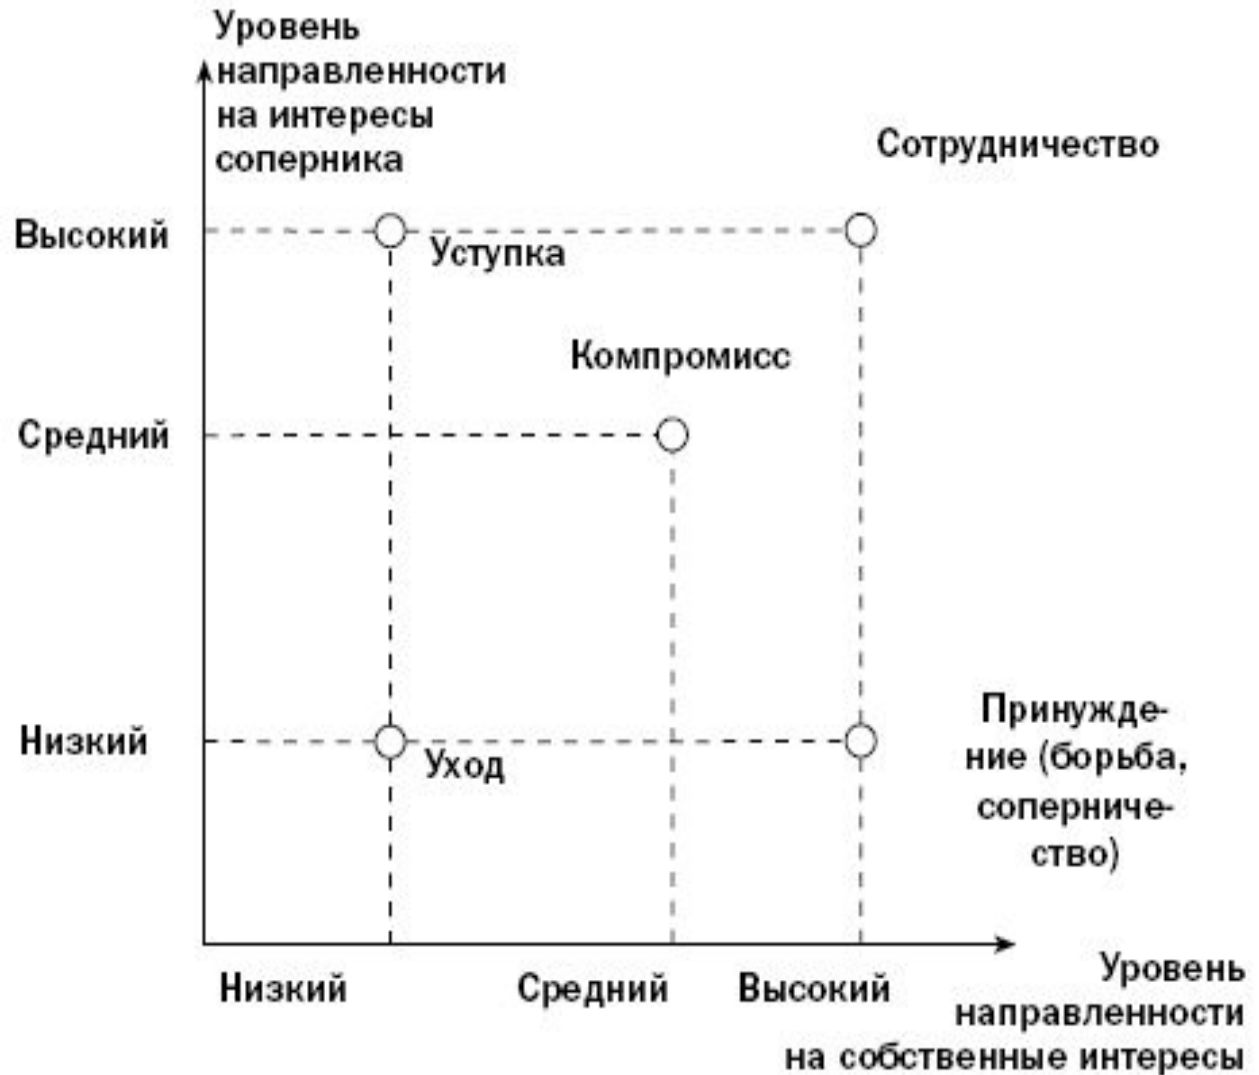 Уровень
направленности
на интересы
соперника
Сотрудничество
Высокий
Уступка
Компромисс
Средний
Принужде-
ние (борьба,
соперниче-
ство)
Низкий
Уход
Низкий
Средний
Высокий
Уровень
направленности
на собственные интересы